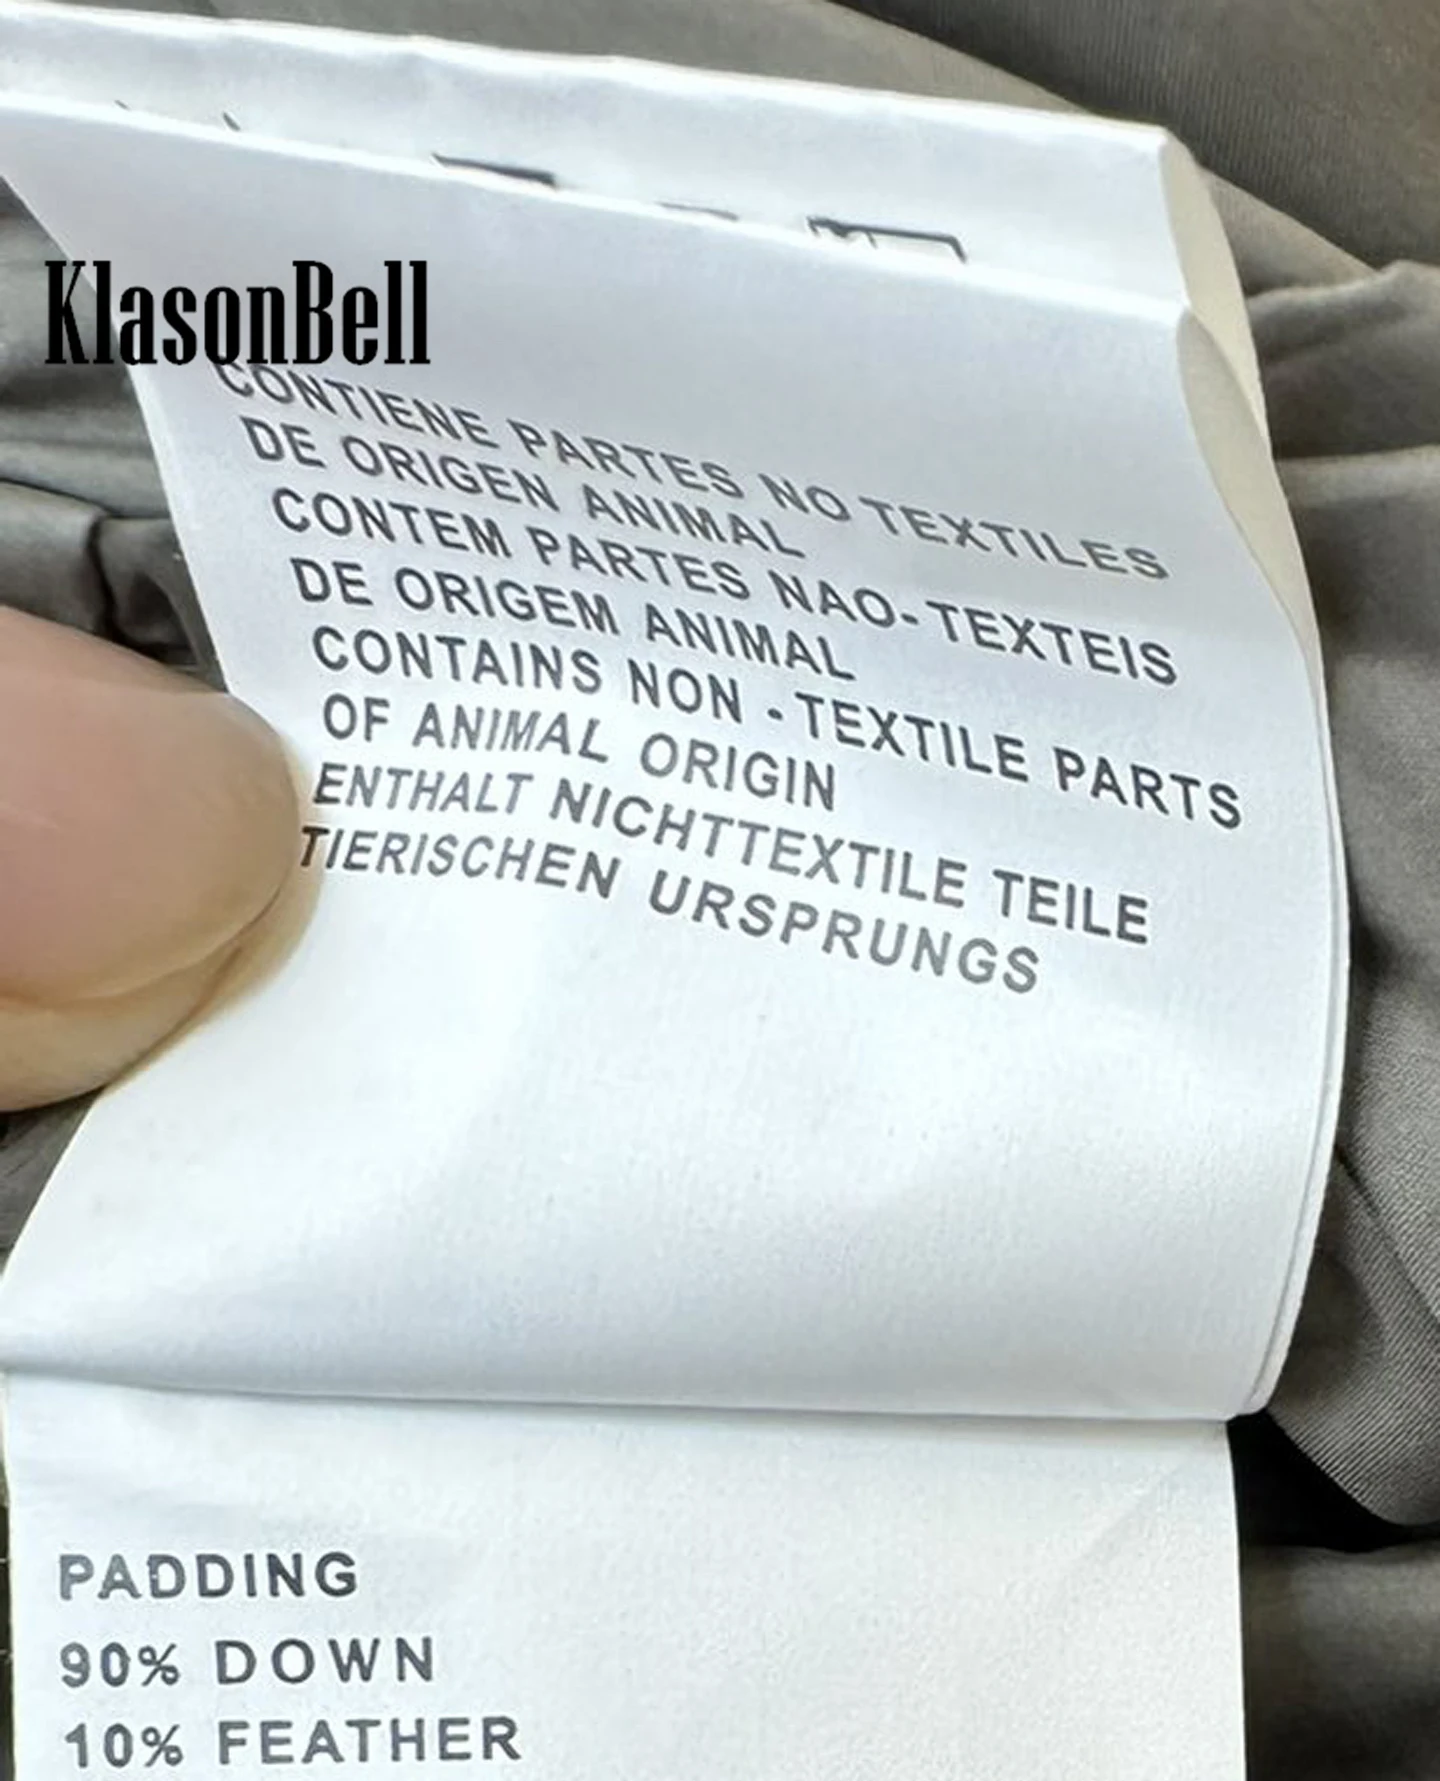 KlasonBell
CONTIENE PARTES NO TEXTILES
DE ORIGEN ANIMAL
CONTEM PARTES NAO-TEXTEIS
DE ORIGEM ANIMAL
CONTAINS NON - TEXTILE PARTS
OF ANIMAL ORIGIN
ENTHALT NICHTTEXTILE TEILE
TIERISCHEN URSPRUNGS
PADDING
90% DOWN
10% FEATHER